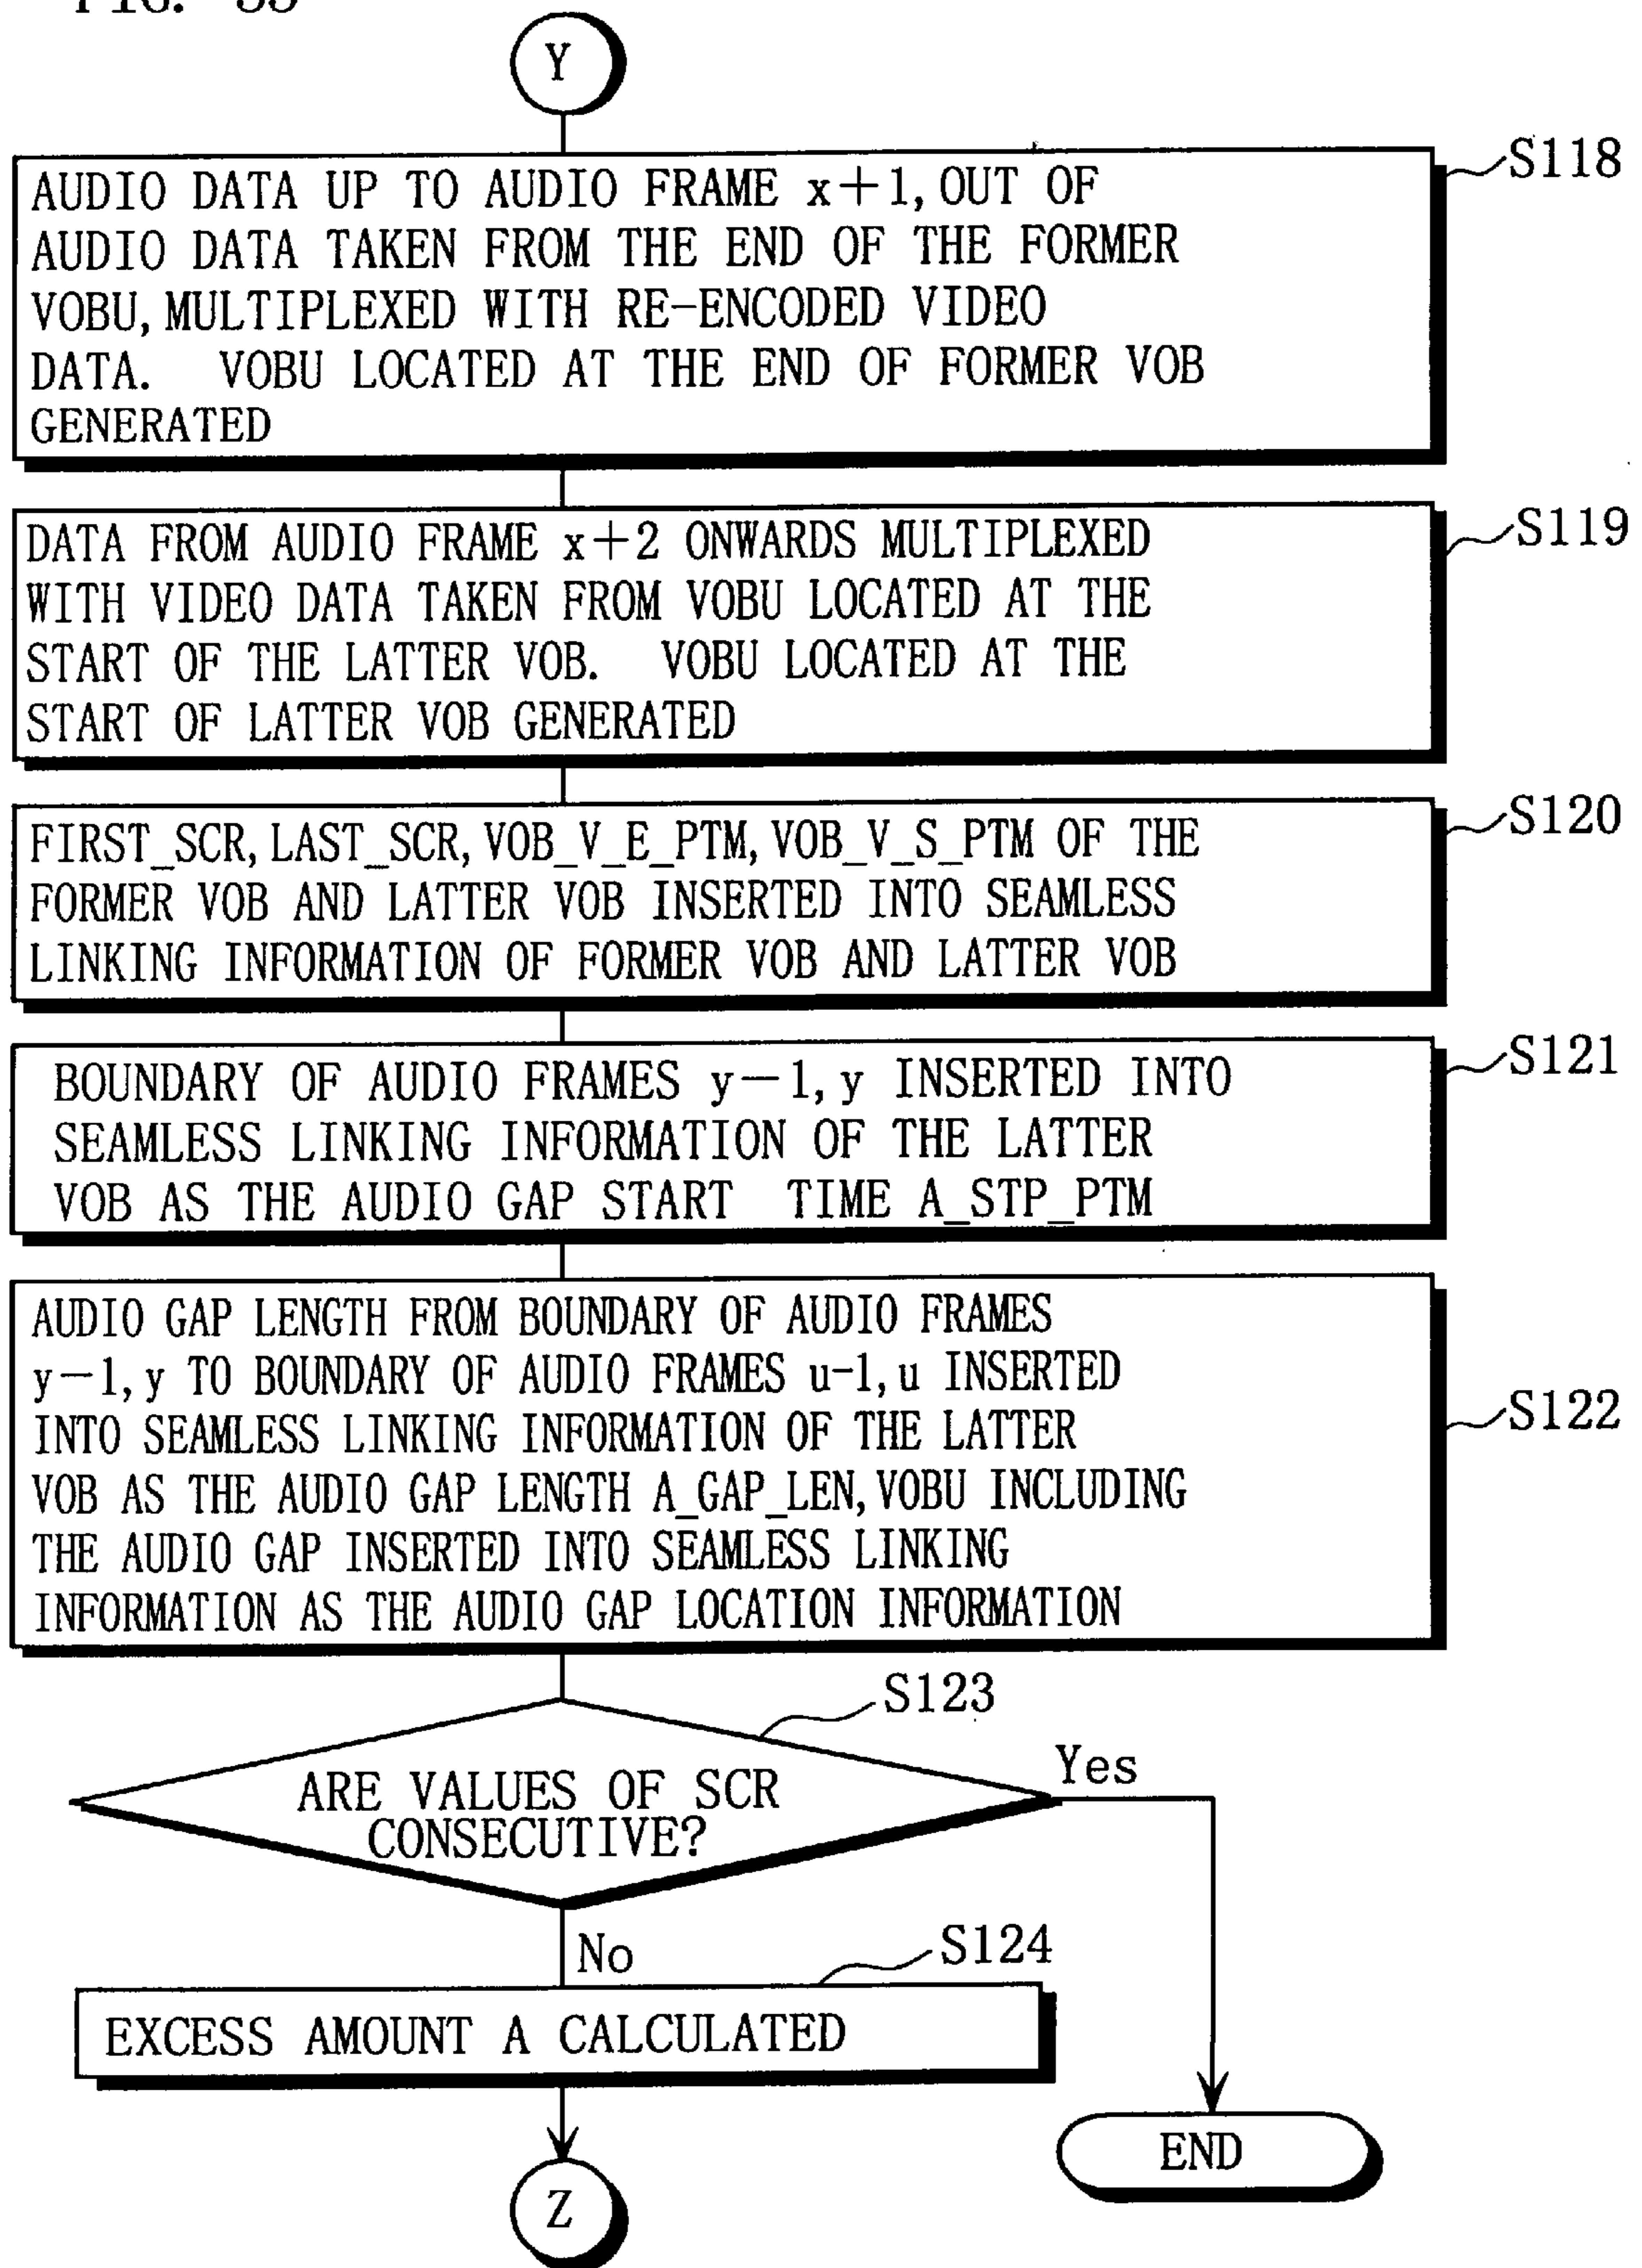 Y
S118
AUDIO DATA UP TO AUDIO FRAME x+1, OUT OF
AUDIO DATA TAKEN FROM THE END OF THE FORMER
VOBU, MULTIPLEXED WITH RE-ENCODED VIDEO
DATA. VOBU LOCATED AT THE END OF FORMER VOB
GENERATED
S119
DATA FROM AUDIO FRAME x+2 ONWARDS MULTIPLEXED
WITH VIDEO DATA TAKEN FROM VOBU LOCATED AT THE
START OF THE LATTER VOB. VOBU LOCATED AT THE
START OF LATTER VOB GENERATED
S120
FIRST_SCR, LAST_SCR, VOB_V_E_PTM, VOB_V_S_PTM OF THE
FORMER VOB AND LATTER VOB INSERTED INTO SEAMLESS
LINKING INFORMATION OF FORMER VOB AND LATTER VOB
S121
BOUNDARY OF AUDIO FRAMES y-1, y INSERTED INTO
SEAMLESS LINKING INFORMATION OF THE LATTER
VOB AS THE AUDIO GAP START TIME A_STP_PTM
S122
AUDIO GAP LENGTH FROM BOUNDARY OF AUDIO FRAMES
y-1, y TO BOUNDARY OF AUDIO FRAMES u-1, u INSERTED
INTO SEAMLESS LINKING INFORMATION OF THE LATTER
VOB AS THE AUDIO GAP LENGTH A_GAP_LEN, VOBU INCLUDING
THE AUDIO GAP INSERTED INTO SEAMLESS LINKING
INFORMATION AS THE AUDIO GAP LOCATION INFORMATION
S123
ARE VALUES OF SCR
CONSECUTIVE?
Yes
No
S124
EXCESS AMOUNT A CALCULATED
END
Z